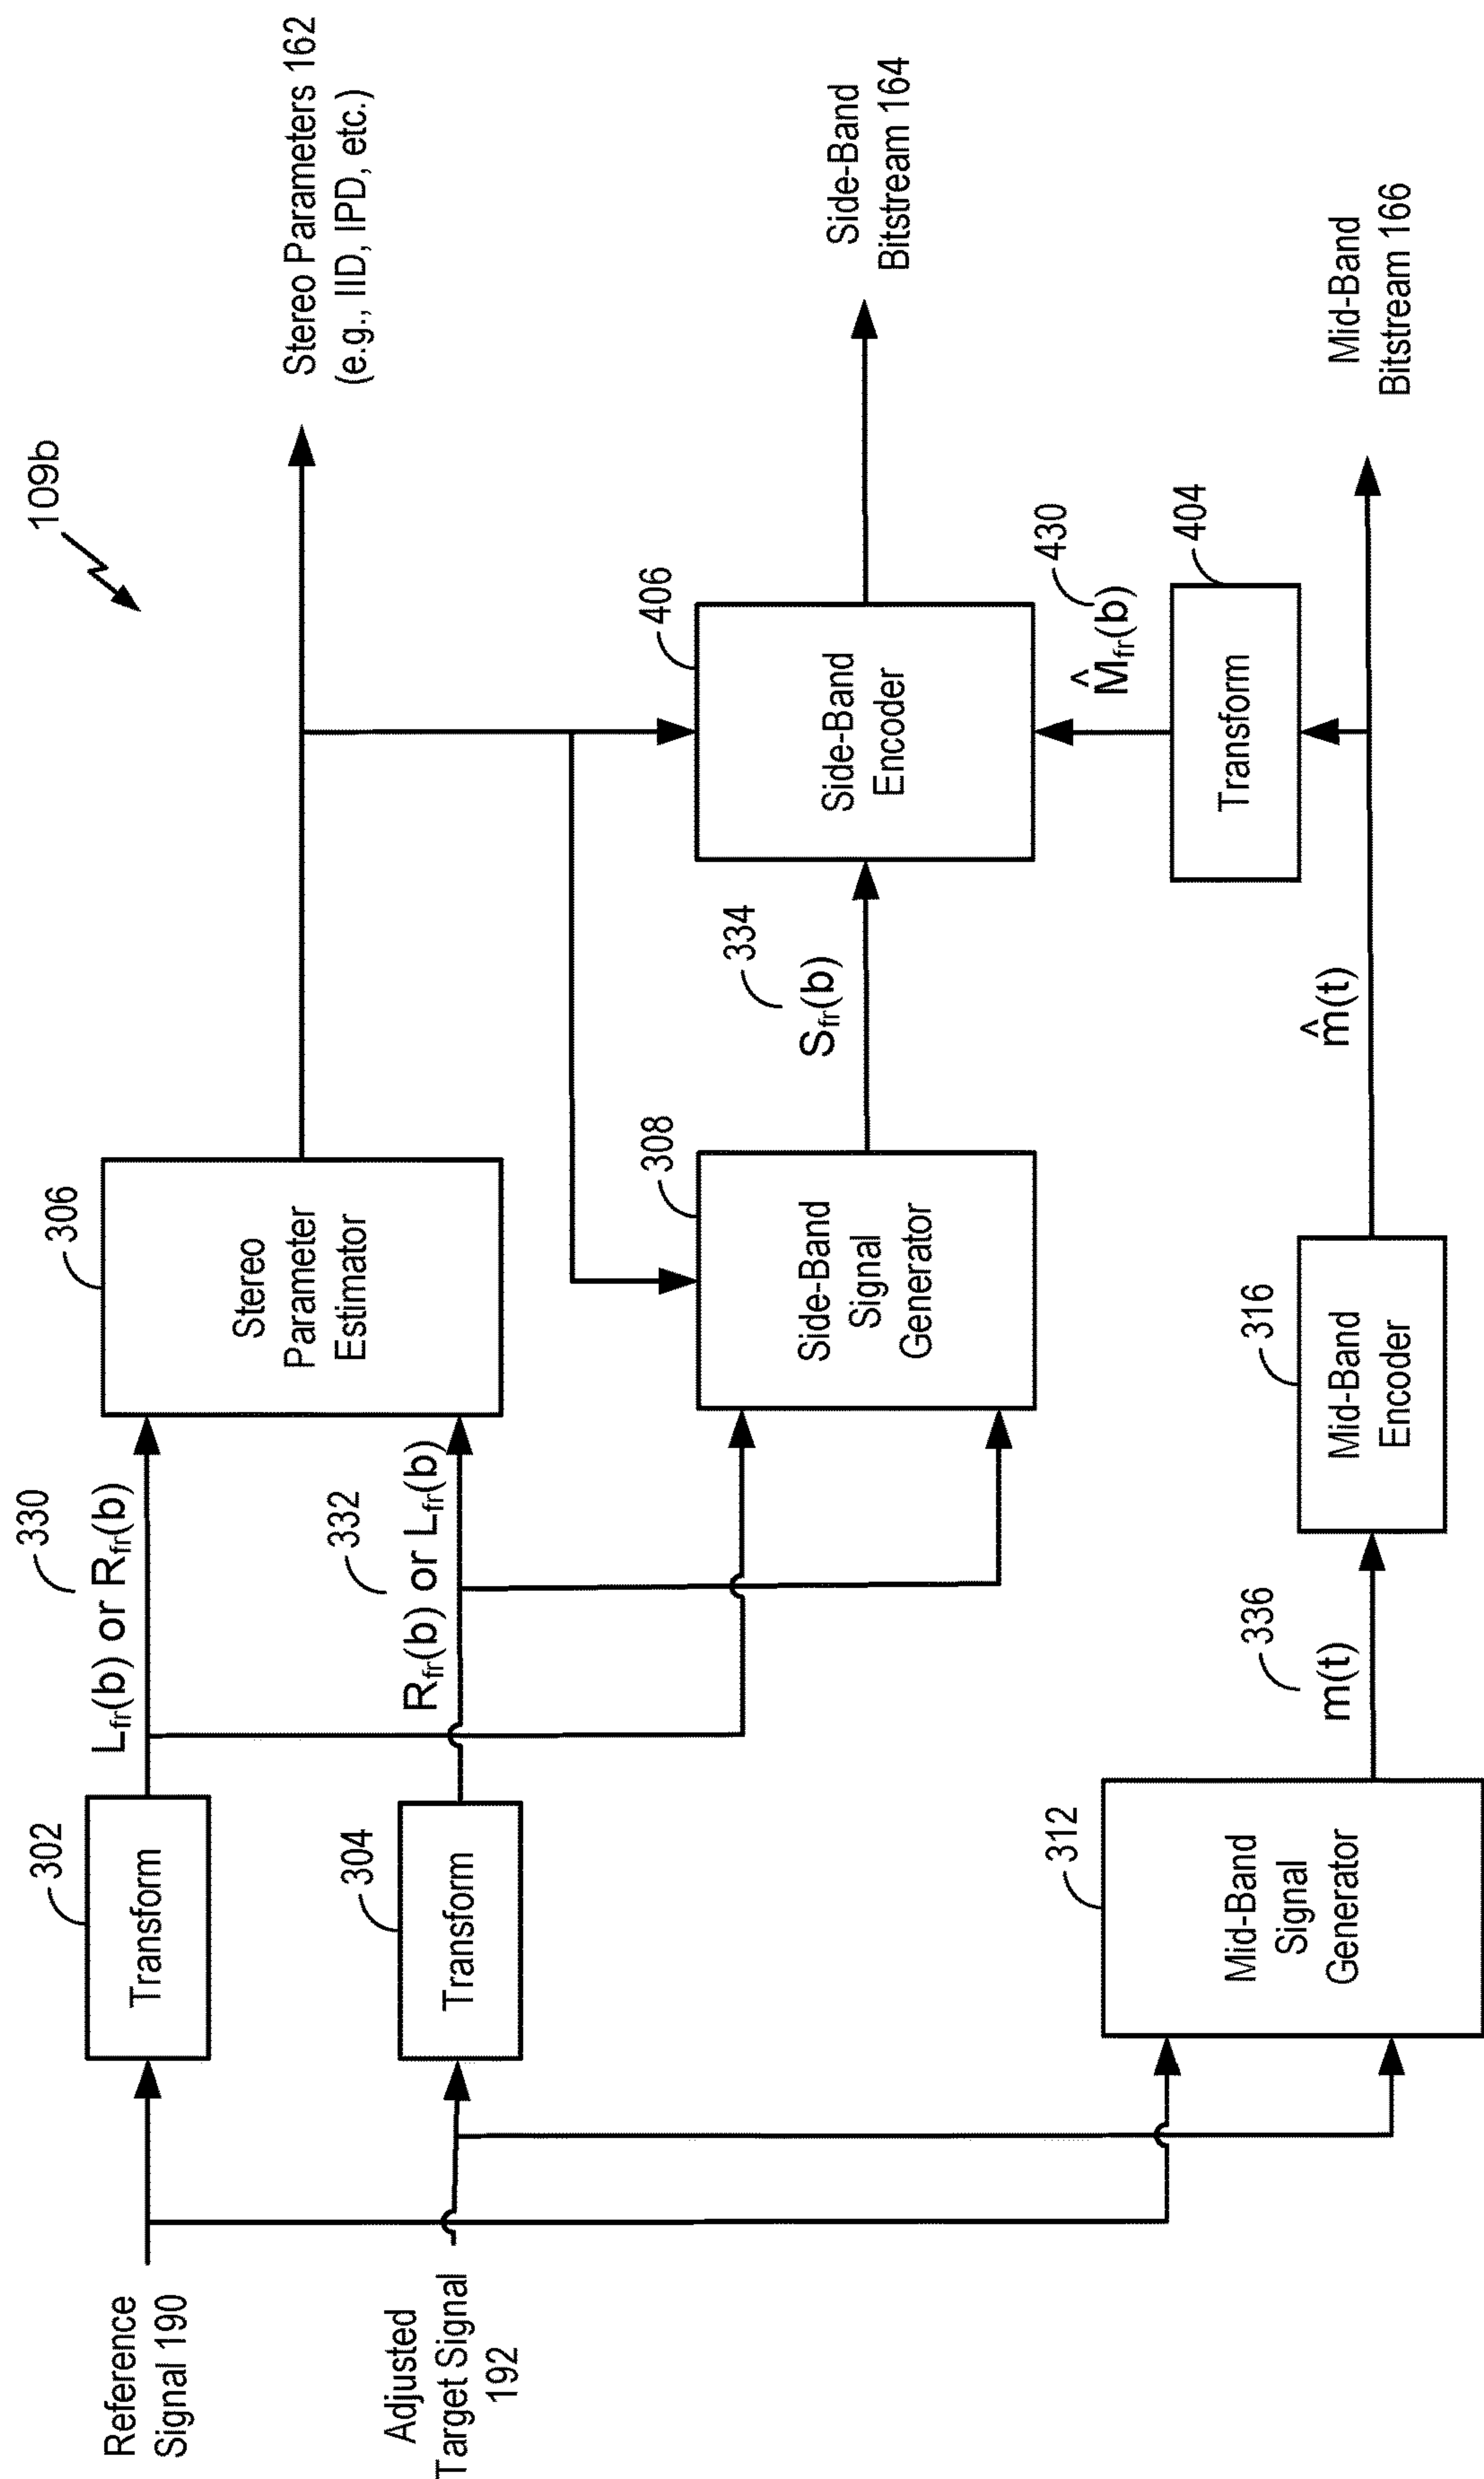 109b
Reference
Signal 190
302
Transform
330
Lfr(b) or Rfr(b)
306
Stereo
Parameter
Estimator
Stereo Parameters 162
(e.g., IID, IPD, etc.)
Adjusted
Target Signal
192
304
Transform
332
Rfr(b) or Lfr(b)
308
Side-Band
Signal
Generator
334
Sfr(b)
406
Side-Band
Encoder
Side-Band
Bitstream 164
430
M̂fr(b)
404
Transform
312
Mid-Band
Signal
Generator
336
m(t)
316
Mid-Band
Encoder
m̂(t)
Mid-Band
Bitstream 166